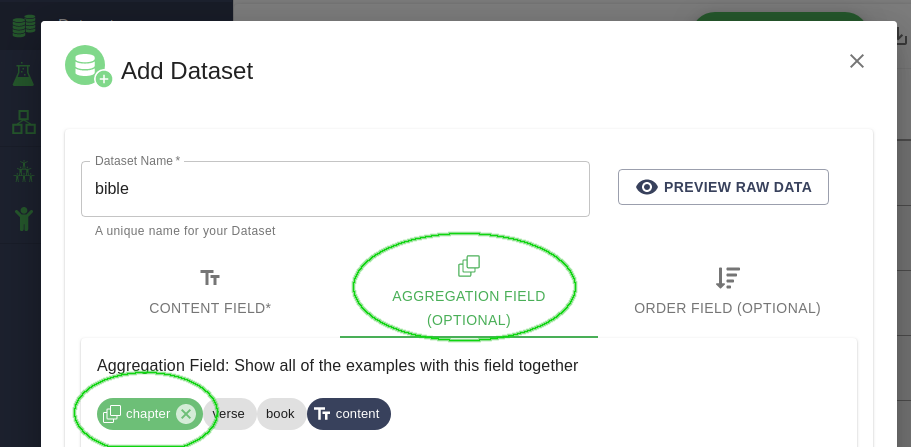 Add Dataset
Dataset Name *
bible
PREVIEW RAW DATA
A unique name for your Dataset
CONTENT FIELD*
AGGREGATION FIELD
(OPTIONAL)
ORDER FIELD (OPTIONAL)
Aggregation Field: Show all of the examples with this field together
chapter verse book content